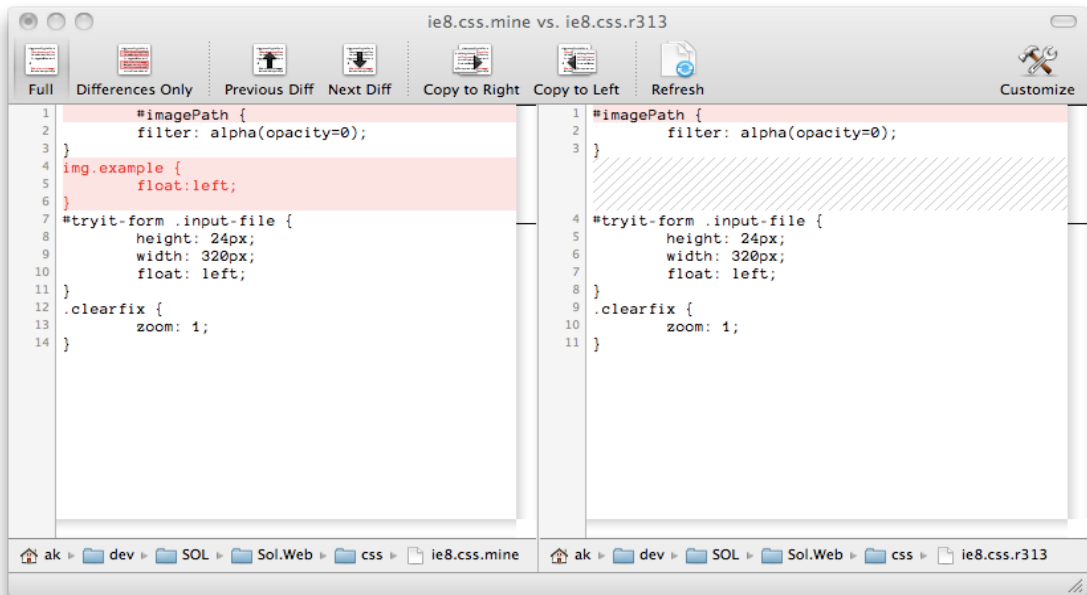 ie8.css.mine vs. ie8.css.r313
Full Differences Only Previous Diff Next Diff Copy to Right Copy to Left Refresh Customize
1 #imagePath {
2 filter: alpha(opacity=0);
3 }
4 img.example {
5 float:left;
6 }
7 #tryit-form .input-file {
8 height: 24px;
9 width: 320px;
10 float: left;
11 }
12 .clearfix {
13 zoom: 1;
14 }
1 #imagePath {
2 filter: alpha(opacity=0);
3 }
4 #tryit-form .input-file {
5 height: 24px;
6 width: 320px;
7 float: left;
8 }
9 .clearfix {
10 zoom: 1;
11 }
ak dev SOL Sol.Web css ie8.css.mine
ak dev SOL Sol.Web css ie8.css.r313